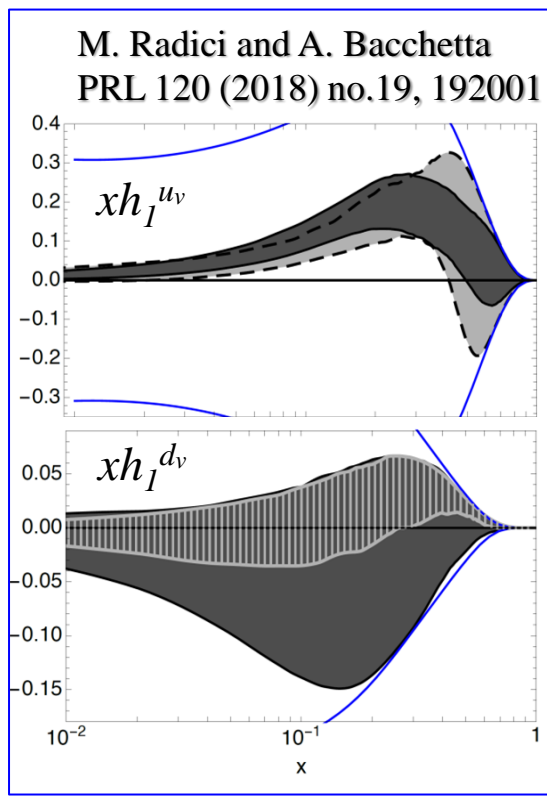 M. Radici and A. Bacchetta
PRL 120 (2018) no.19, 192001
0.4
0.3
xh₁ᵘᵛ
0.2
0.1
0.0
-0.1
-0.2
-0.3
xh₁ᵈᵛ
0.05
0.00
-0.05
-0.10
-0.15
10⁻² 10⁻¹ 1
x